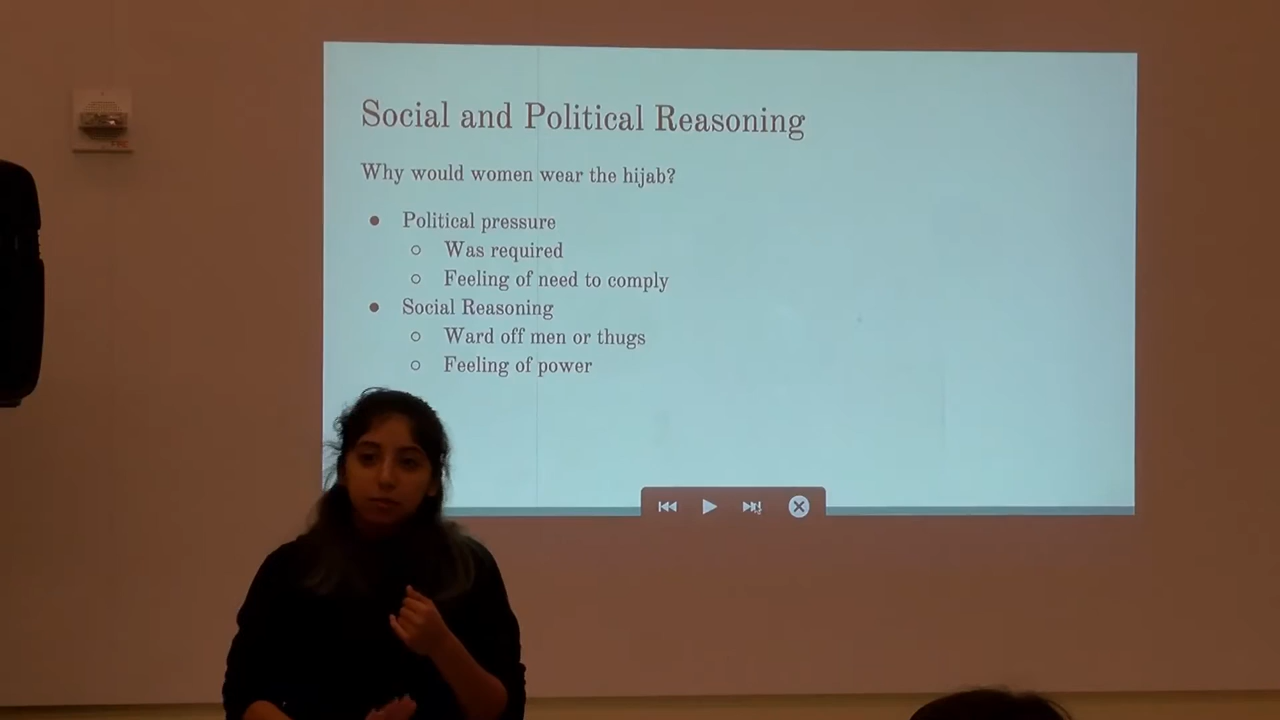 Social and Political Reasoning
Why would women wear the hijab?
● Political pressure
○ Was required
○ Feeling of need to comply
● Social Reasoning
○ Ward off men or thugs
○ Feeling of power